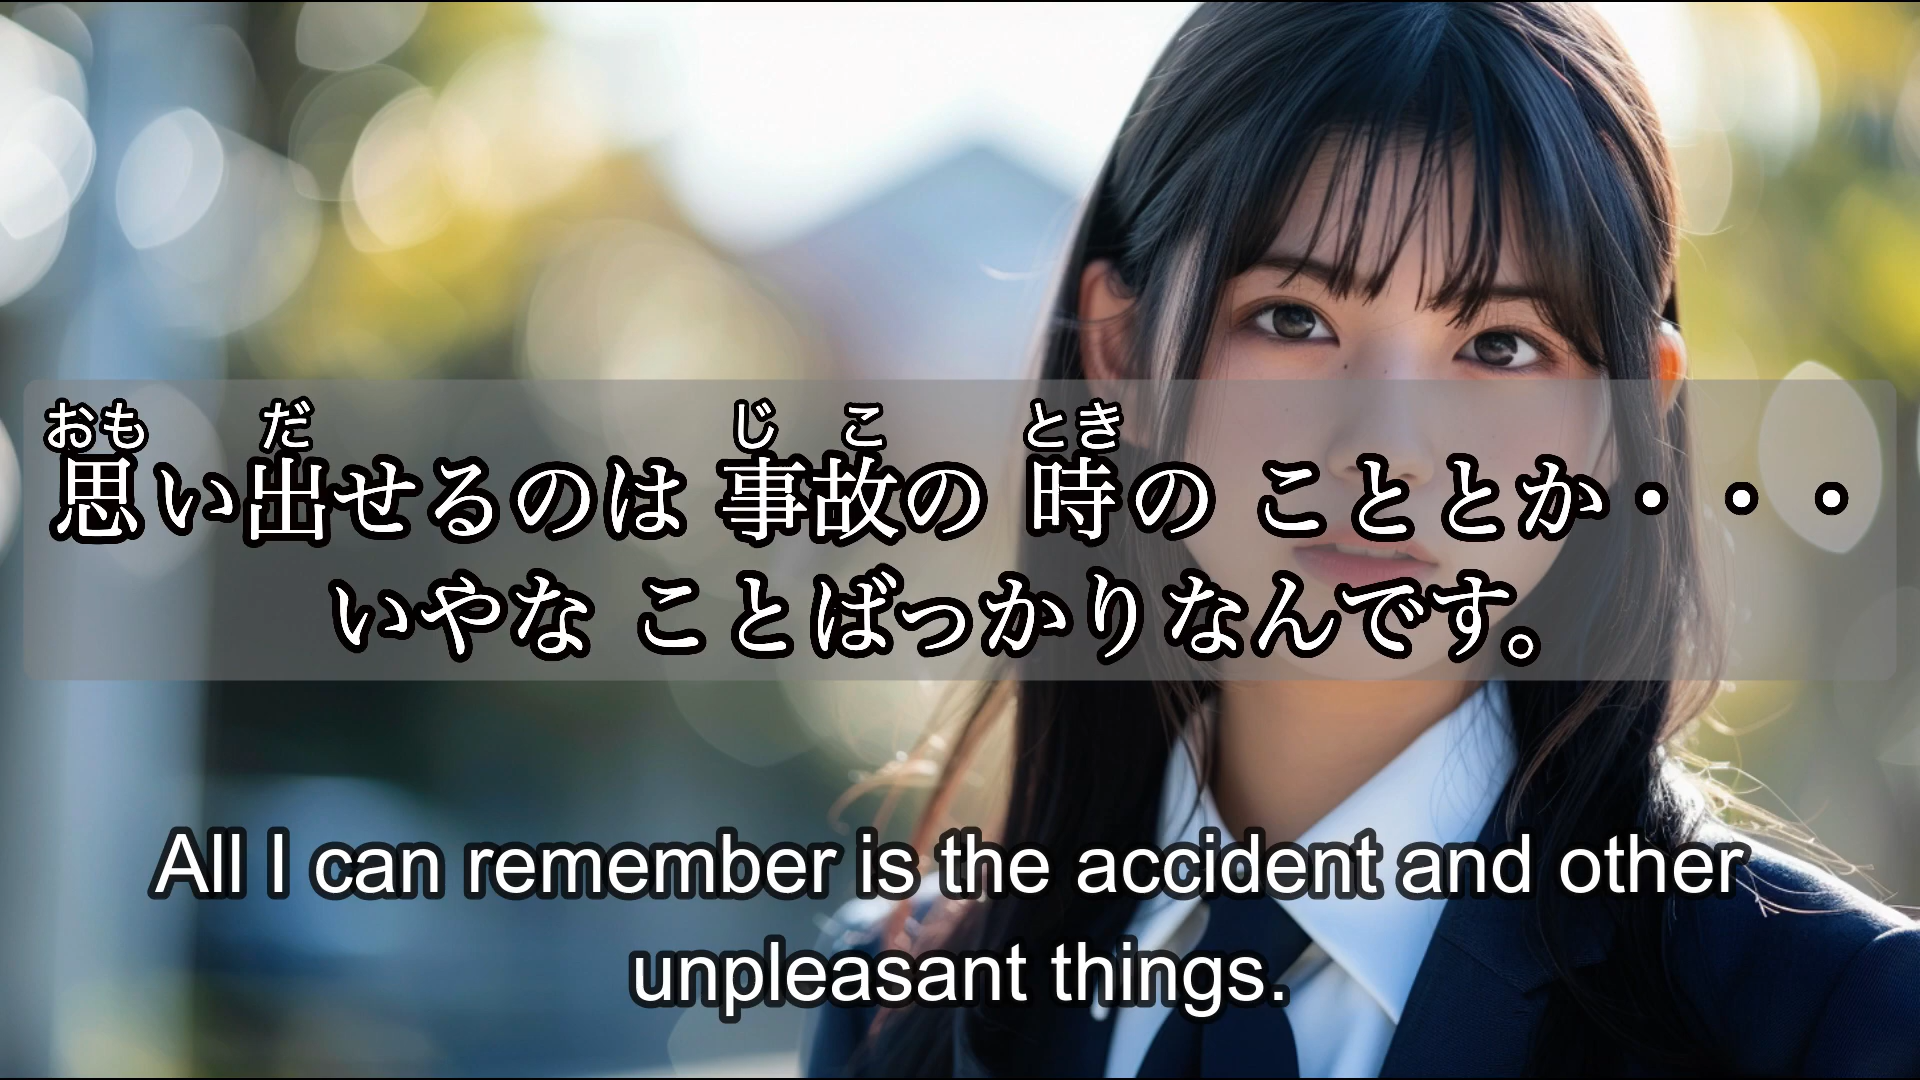 おも だ じ こ とき
思い出せるのは 事故の 時の こととか・・・
いやな ことばっかりなんです。
All I can remember is the accident and other
unpleasant things.